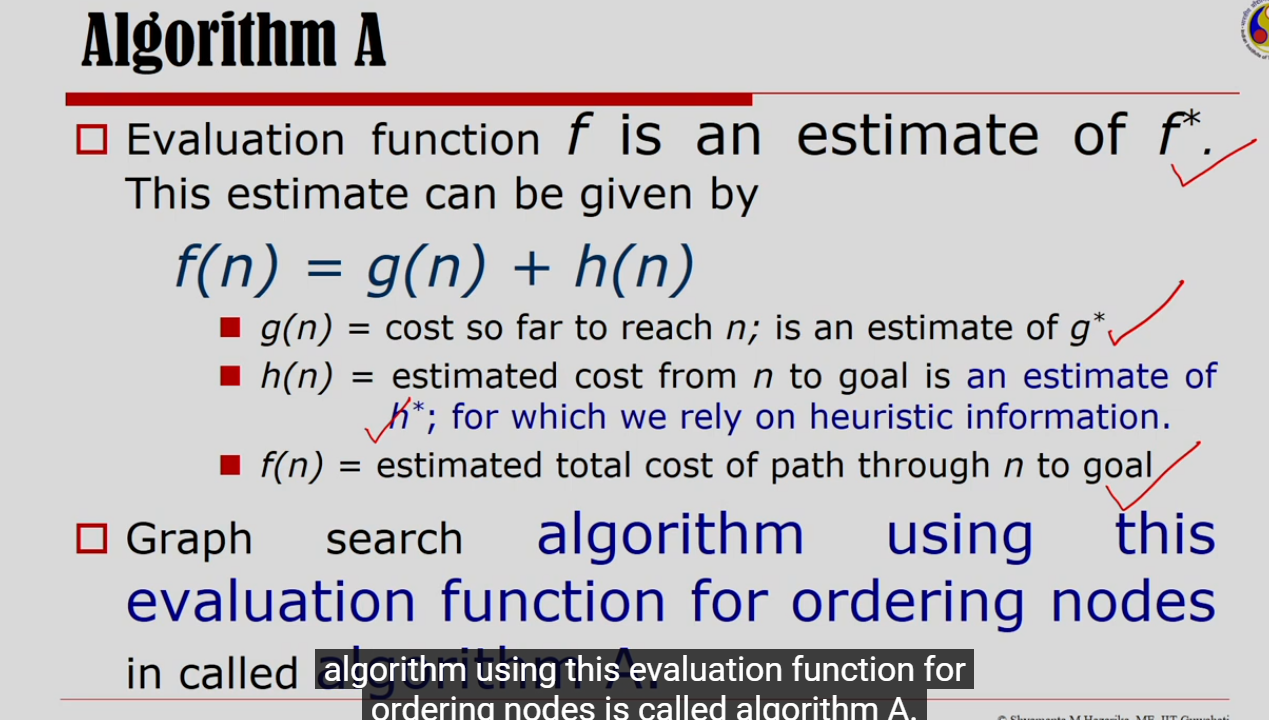 Algorithm A
Evaluation function f is an estimate of f*.
This estimate can be given by
f(n) = g(n) + h(n)
g(n) = cost so far to reach n; is an estimate of g*
h(n) = estimated cost from n to goal is an estimate of
h*; for which we rely on heuristic information.
f(n) = estimated total cost of path through n to goal
Graph search algorithm using this
evaluation function for ordering nodes
in called algorithm A.
algorithm using this evaluation function for
ordering nodes is called algorithm A.